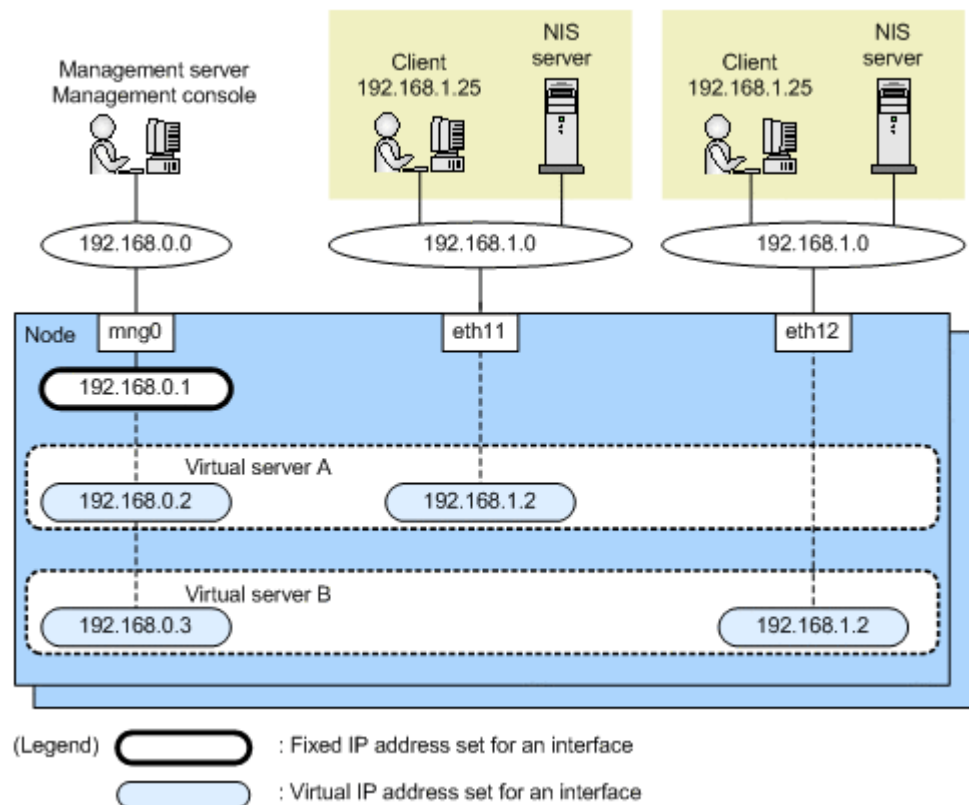 Management server
Management console
Client
192.168.1.25
NIS
server
Client
192.168.1.25
NIS
server
192.168.0.0
192.168.1.0
192.168.1.0
Node
mng0
eth11
eth12
192.168.0.1
Virtual server A
192.168.0.2
192.168.1.2
Virtual server B
192.168.0.3
192.168.1.2
(Legend)
: Fixed IP address set for an interface
: Virtual IP address set for an interface